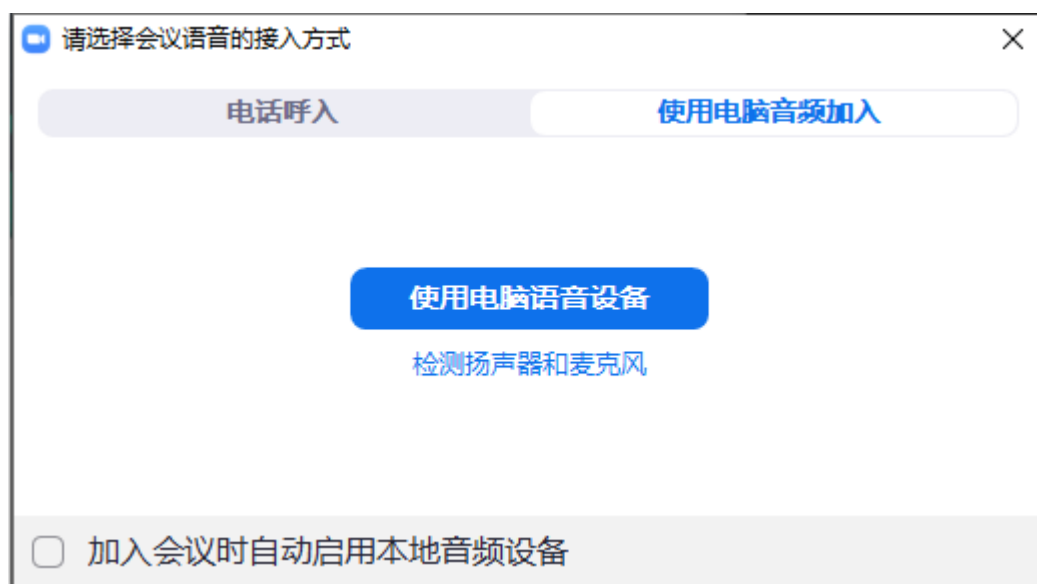 请选择会议语音的接入方式
电话呼入
使用电脑音频加入
使用电脑语音设备
检测扬声器和麦克风
加入会议时自动启用本地音频设备